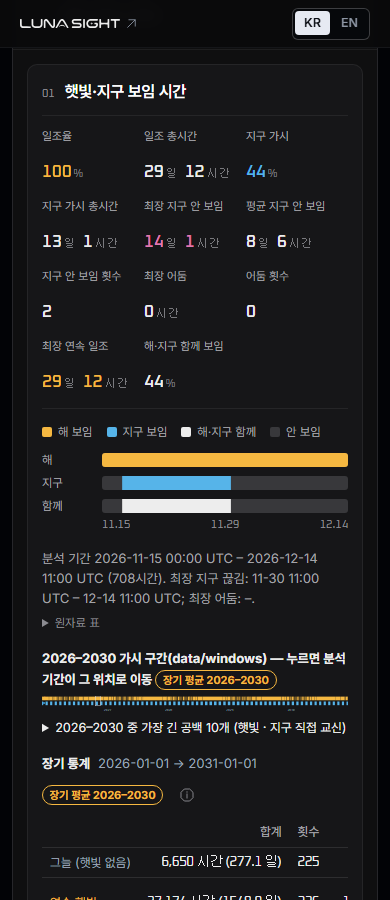 LUNA SIGHT ↗
KR EN
01 햇빛·지구 보임 시간
일조율 일조 총시간 지구 가시
100% 29일 12시간 44%
지구 가시 총시간 최장 지구 안 보임 평균 지구 안 보임
13일 1시간 14일 1시간 8일 6시간
지구 안 보임 횟수 최장 어둠 어둠 횟수
2 0시간 0
최장 연속 일조 해·지구 함께 보임
29일 12시간 44%
해 보임 지구 보임 해·지구 함께 안 보임
해
지구
함께
11.15 11.29 12.14
분석 기간 2026-11-15 00:00 UTC – 2026-12-14
11:00 UTC (708시간). 최장 지구 끊김: 11-30 11:00
UTC – 12-14 11:00 UTC; 최장 어둠: –.
▶ 원자료 표
2026–2030 가시 구간(data/windows) — 누르면 분석
기간이 그 위치로 이동 장기 평균 2026–2030
▶ 2026–2030 중 가장 긴 공백 10개 (햇빛 · 지구 직접 교신)
장기 통계 2026-01-01 → 2031-01-01
장기 평균 2026–2030 ⓘ
합계 횟수
그늘 (햇빛 없음) 6,650 시간 (277.1 일) 225